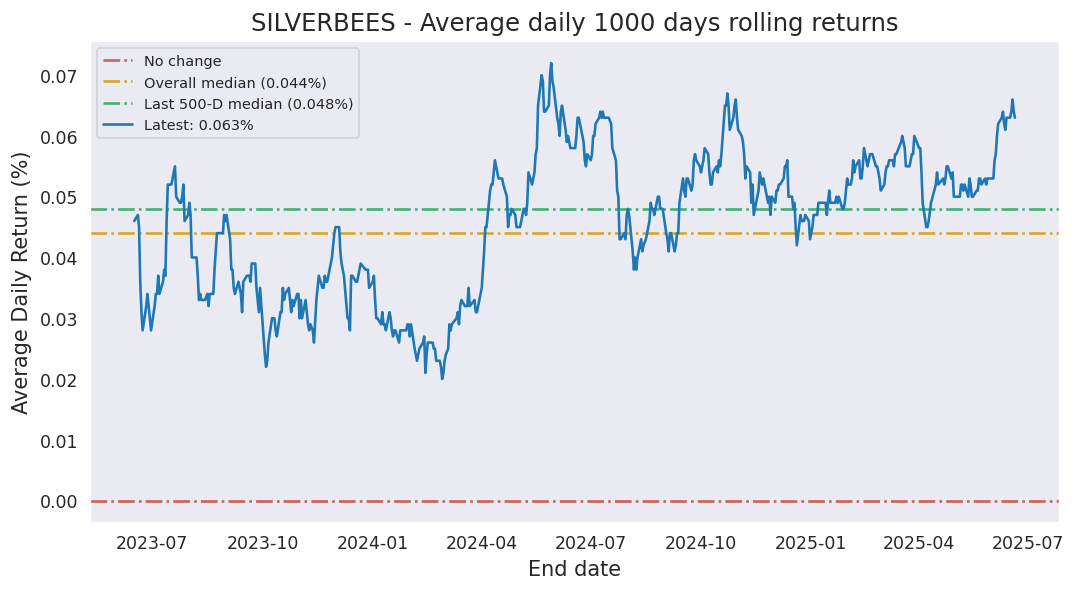 SILVERBEES - Average daily 1000 days rolling returns
No change
Overall median (0.044%)
Last 500-D median (0.048%)
Latest: 0.063%
Average Daily Return (%)
0.07
0.06
0.05
0.04
0.03
0.02
0.01
0.00
2023-07 2023-10 2024-01 2024-04 2024-07 2024-10 2025-01 2025-04 2025-07
End date